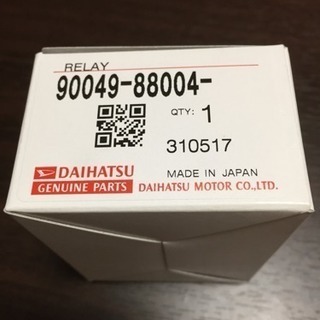 RELAY
90049-88004-
QTY: 1
310517
DAIHATSU MADE IN JAPAN
GENUINE PARTS DAIHATSU MOTOR CO.,LTD.